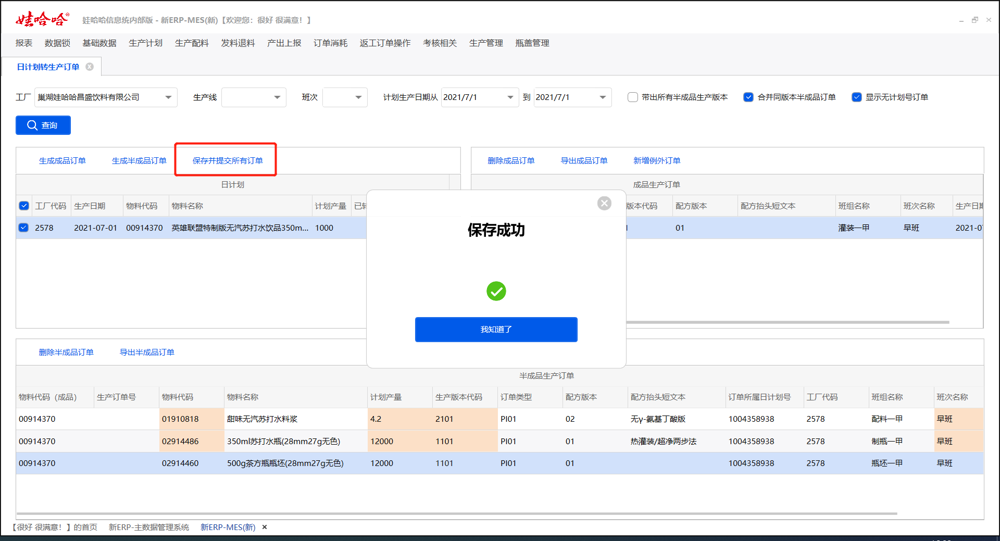 娃哈哈®
娃哈哈信息统内部版 - 新ERP-MES(新)【欢迎您：很好 很满意！】
报表 数据锁 基础数据 生产计划 生产配料 发料退料 产出上报 订单消耗 返工订单操作 考核相关 生产管理 瓶盖管理
日计划转生产订单
工厂 巢湖娃哈哈昌盛饮料有限公司 生产线 班次 计划生产日期从 2021/7/1 到 2021/7/1 带出所有半成品生产版本 合并同版本半成品订单 显示无计划号订单
查询
生成成品订单 生成半成品订单 保存并提交所有订单 删除成品订单 导出成品订单 新增例外订单
日计划 成品生产订单
工厂代码 生产日期 物料代码 物料名称 计划产量 已 版本代码 配方版本 配方抬头短文本 班组名称 班次名称 生产日期
2578 2021-07-01 00914370 英雄联盟特制版无汽苏打水饮品350m... 1000 01 灌装一甲 早班 2021-0
保存成功
我知道了
删除半成品订单 导出半成品订单
半成品生产订单
物料代码（成品） 生产订单号 物料代码 物料名称 计划产量 生产版本代码 订单类型 配方版本 配方抬头短文本 订单所属日计划号 工厂代码 班组名称 班次名称
00914370 01910818 甜味无汽苏打水料浆 4.2 2101 PI01 02 无γ-氨基丁酸版 1004358938 2578 配料一甲 早班
00914370 02914486 350ml苏打水瓶(28mm27g无色) 12000 1101 PI01 01 热灌装/超净两步法 1004358938 2578 制瓶一甲 早班
00914370 02914460 500g茶方瓶瓶坯(28mm27g无色) 12000 1101 PI01 01 1004358938 2578 瓶坯一甲 早班
【很好 很满意！】的首页 新ERP-主数据管理系统 新ERP-MES(新)